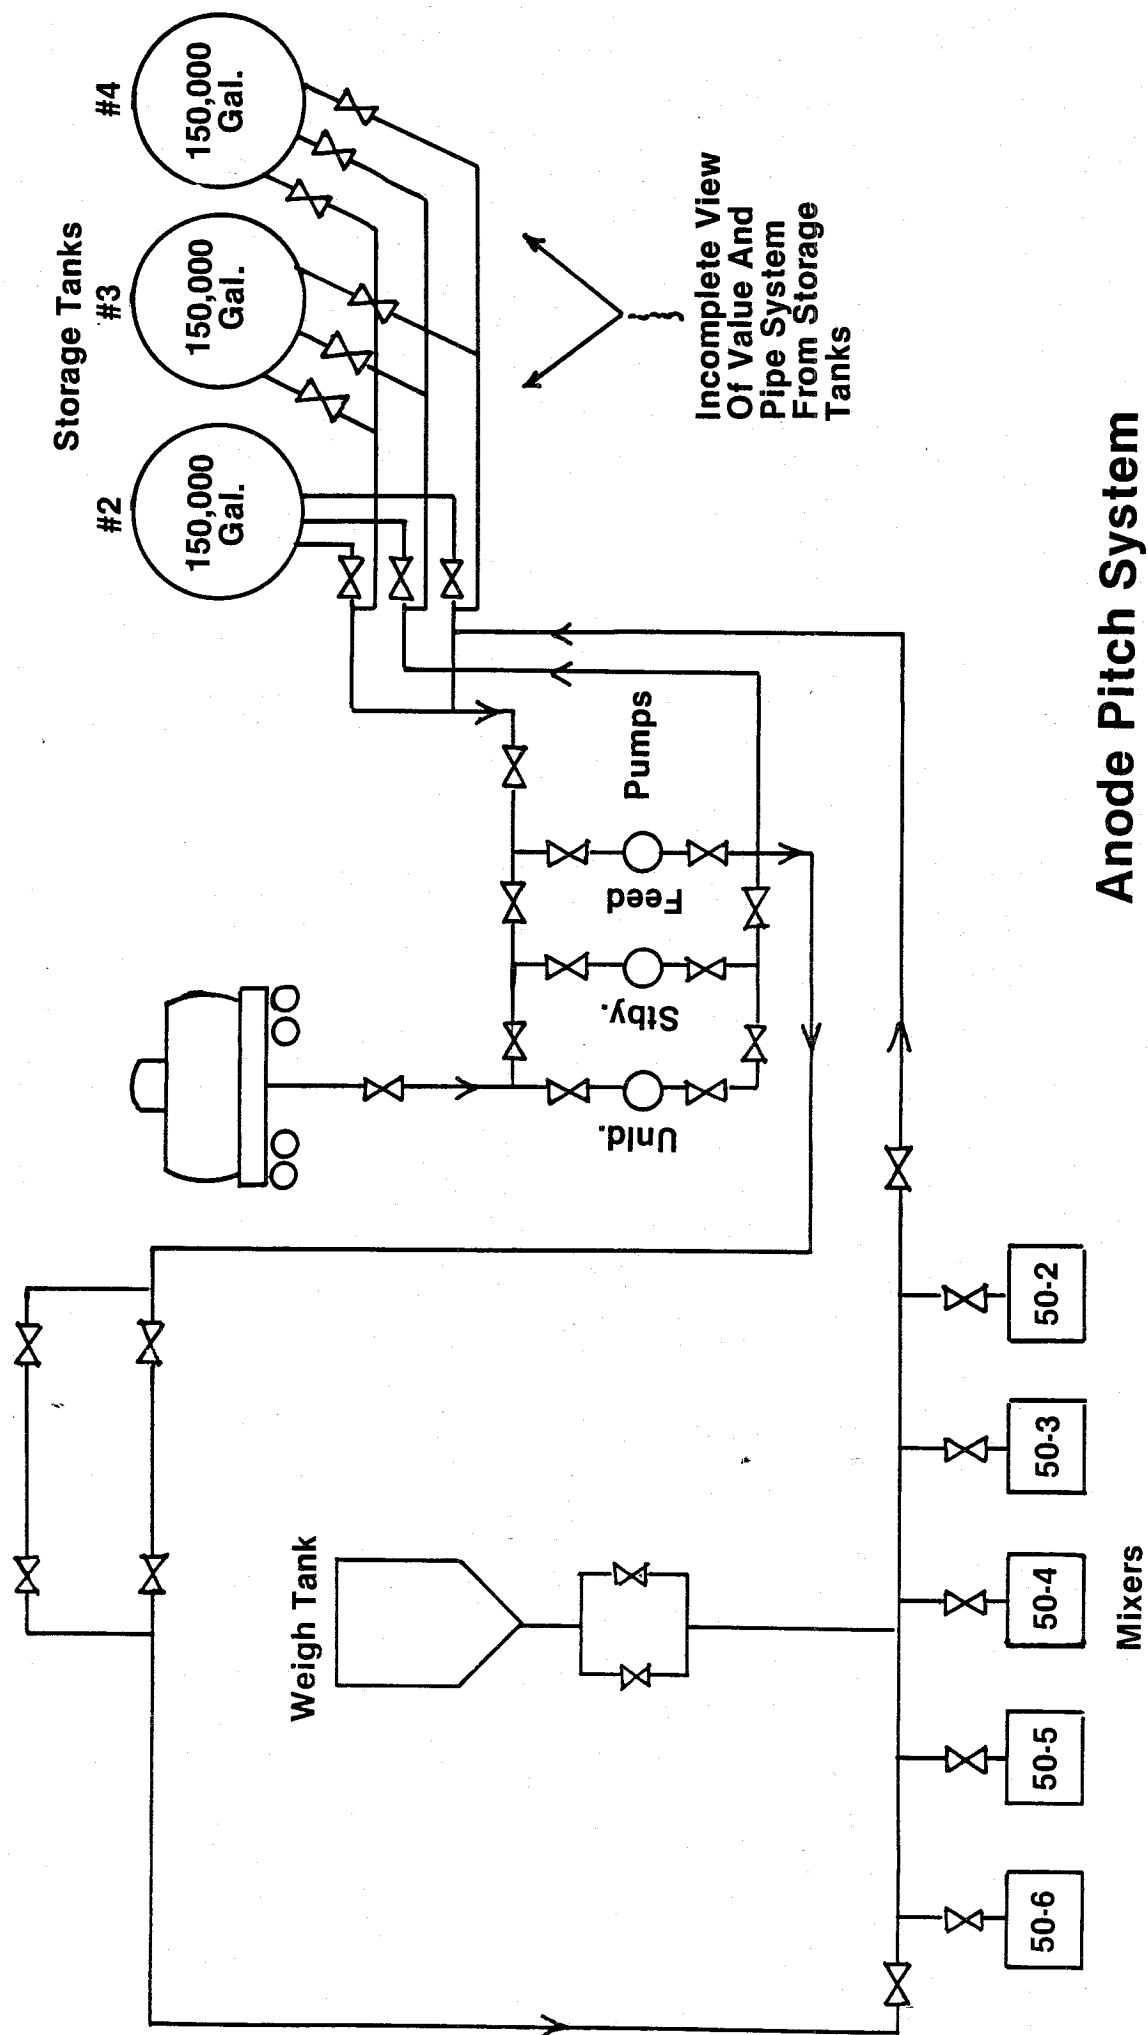 Storage Tanks
#2
#3
#4
150,000
Gal.
150,000
Gal.
150,000
Gal.
Weigh Tank
Unld.
Stby.
Feed
Pumps
Incomplete View
Of Value And
Pipe System
From Storage
Tanks
50-6
50-5
50-4
50-3
50-2
Mixers
Anode Pitch System